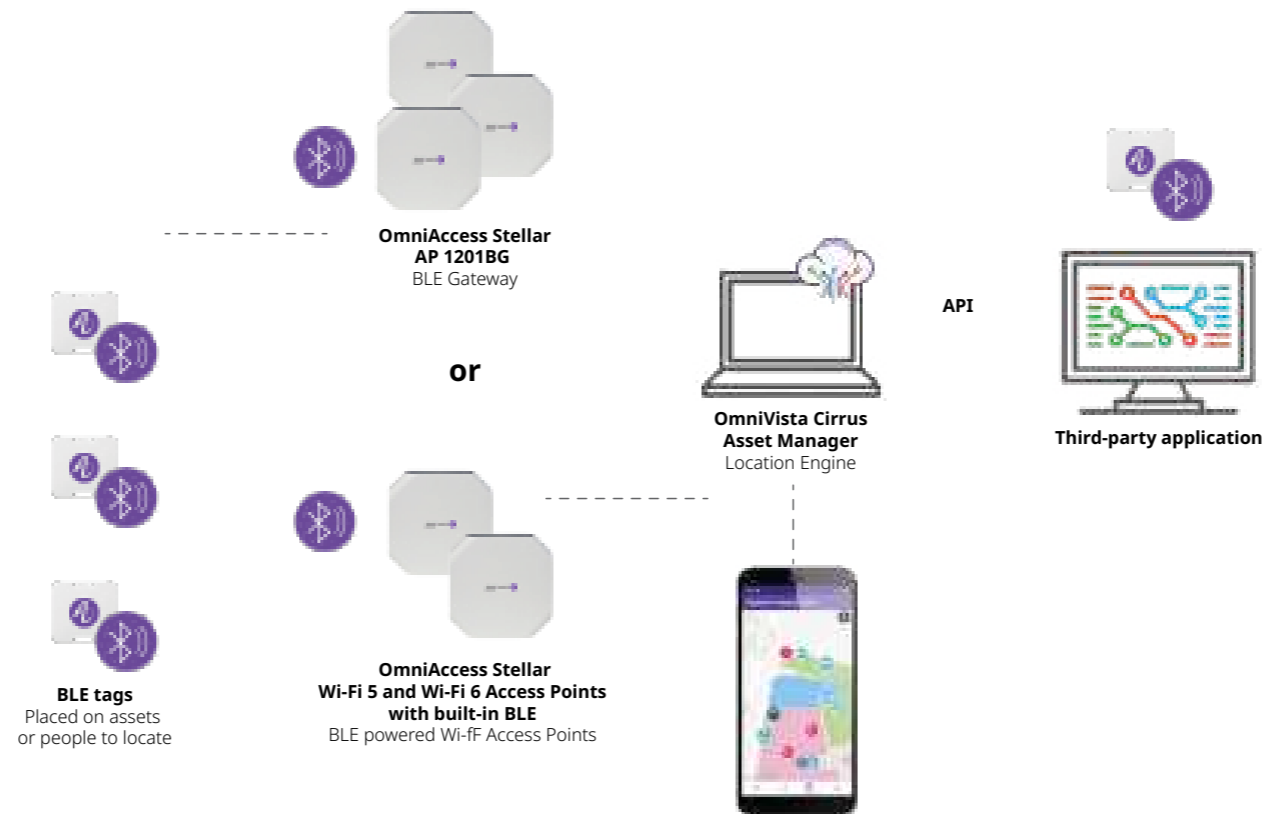 OmniAccess Stellar
AP 1201BG
BLE Gateway
or
BLE tags
Placed on assets
or people to locate
OmniAccess Stellar
Wi-Fi 5 and Wi-Fi 6 Access Points
with built-in BLE
BLE powered Wi-fF Access Points
OmniVista Cirrus
Asset Manager
Location Engine
API
Third-party application